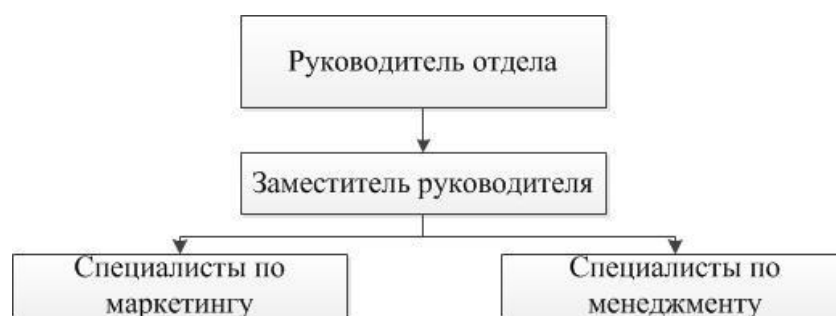 Руководитель отдела
Заместитель руководителя
Специалисты по
маркетингу
Специалисты по
менеджменту